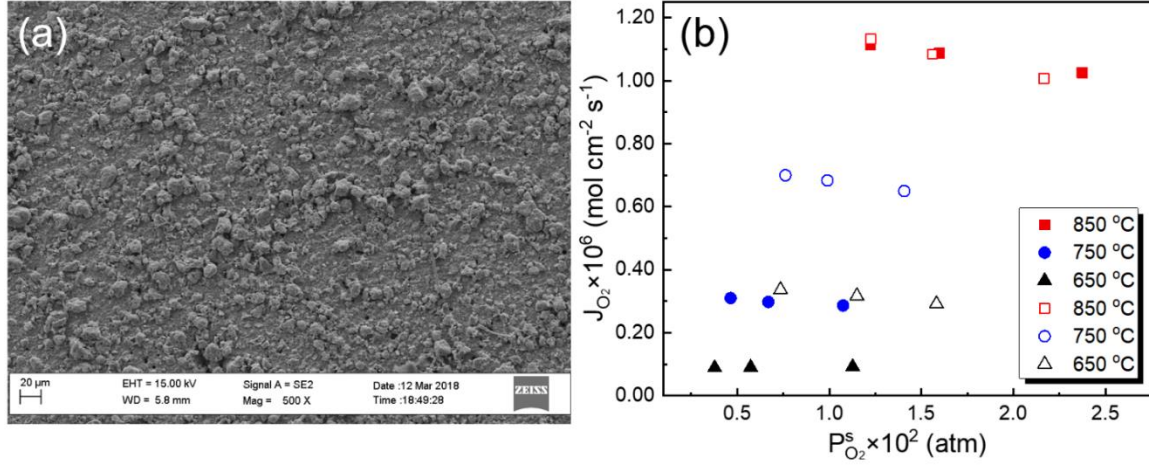 (a)
20 µm
EHT = 15.00 kV
Signal A = SE2
Date :12 Mar 2018
ZEISS
WD = 5.8 mm
Mag = 500 X
Time :18:49:28
(b)
J_O₂×10⁶ (mol cm⁻² s⁻¹)
1.20
1.00
0.80
0.60
0.40
0.20
0.00
0.5
1.0
1.5
2.0
2.5
Pˢ_O₂×10² (atm)
850 °C
750 °C
650 °C
850 °C
750 °C
650 °C